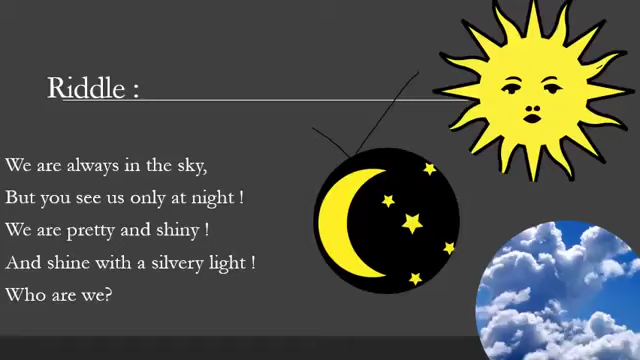 Riddle :
We are always in the sky,
But you see us only at night !
We are pretty and shiny !
And shine with a silvery light !
Who are we?